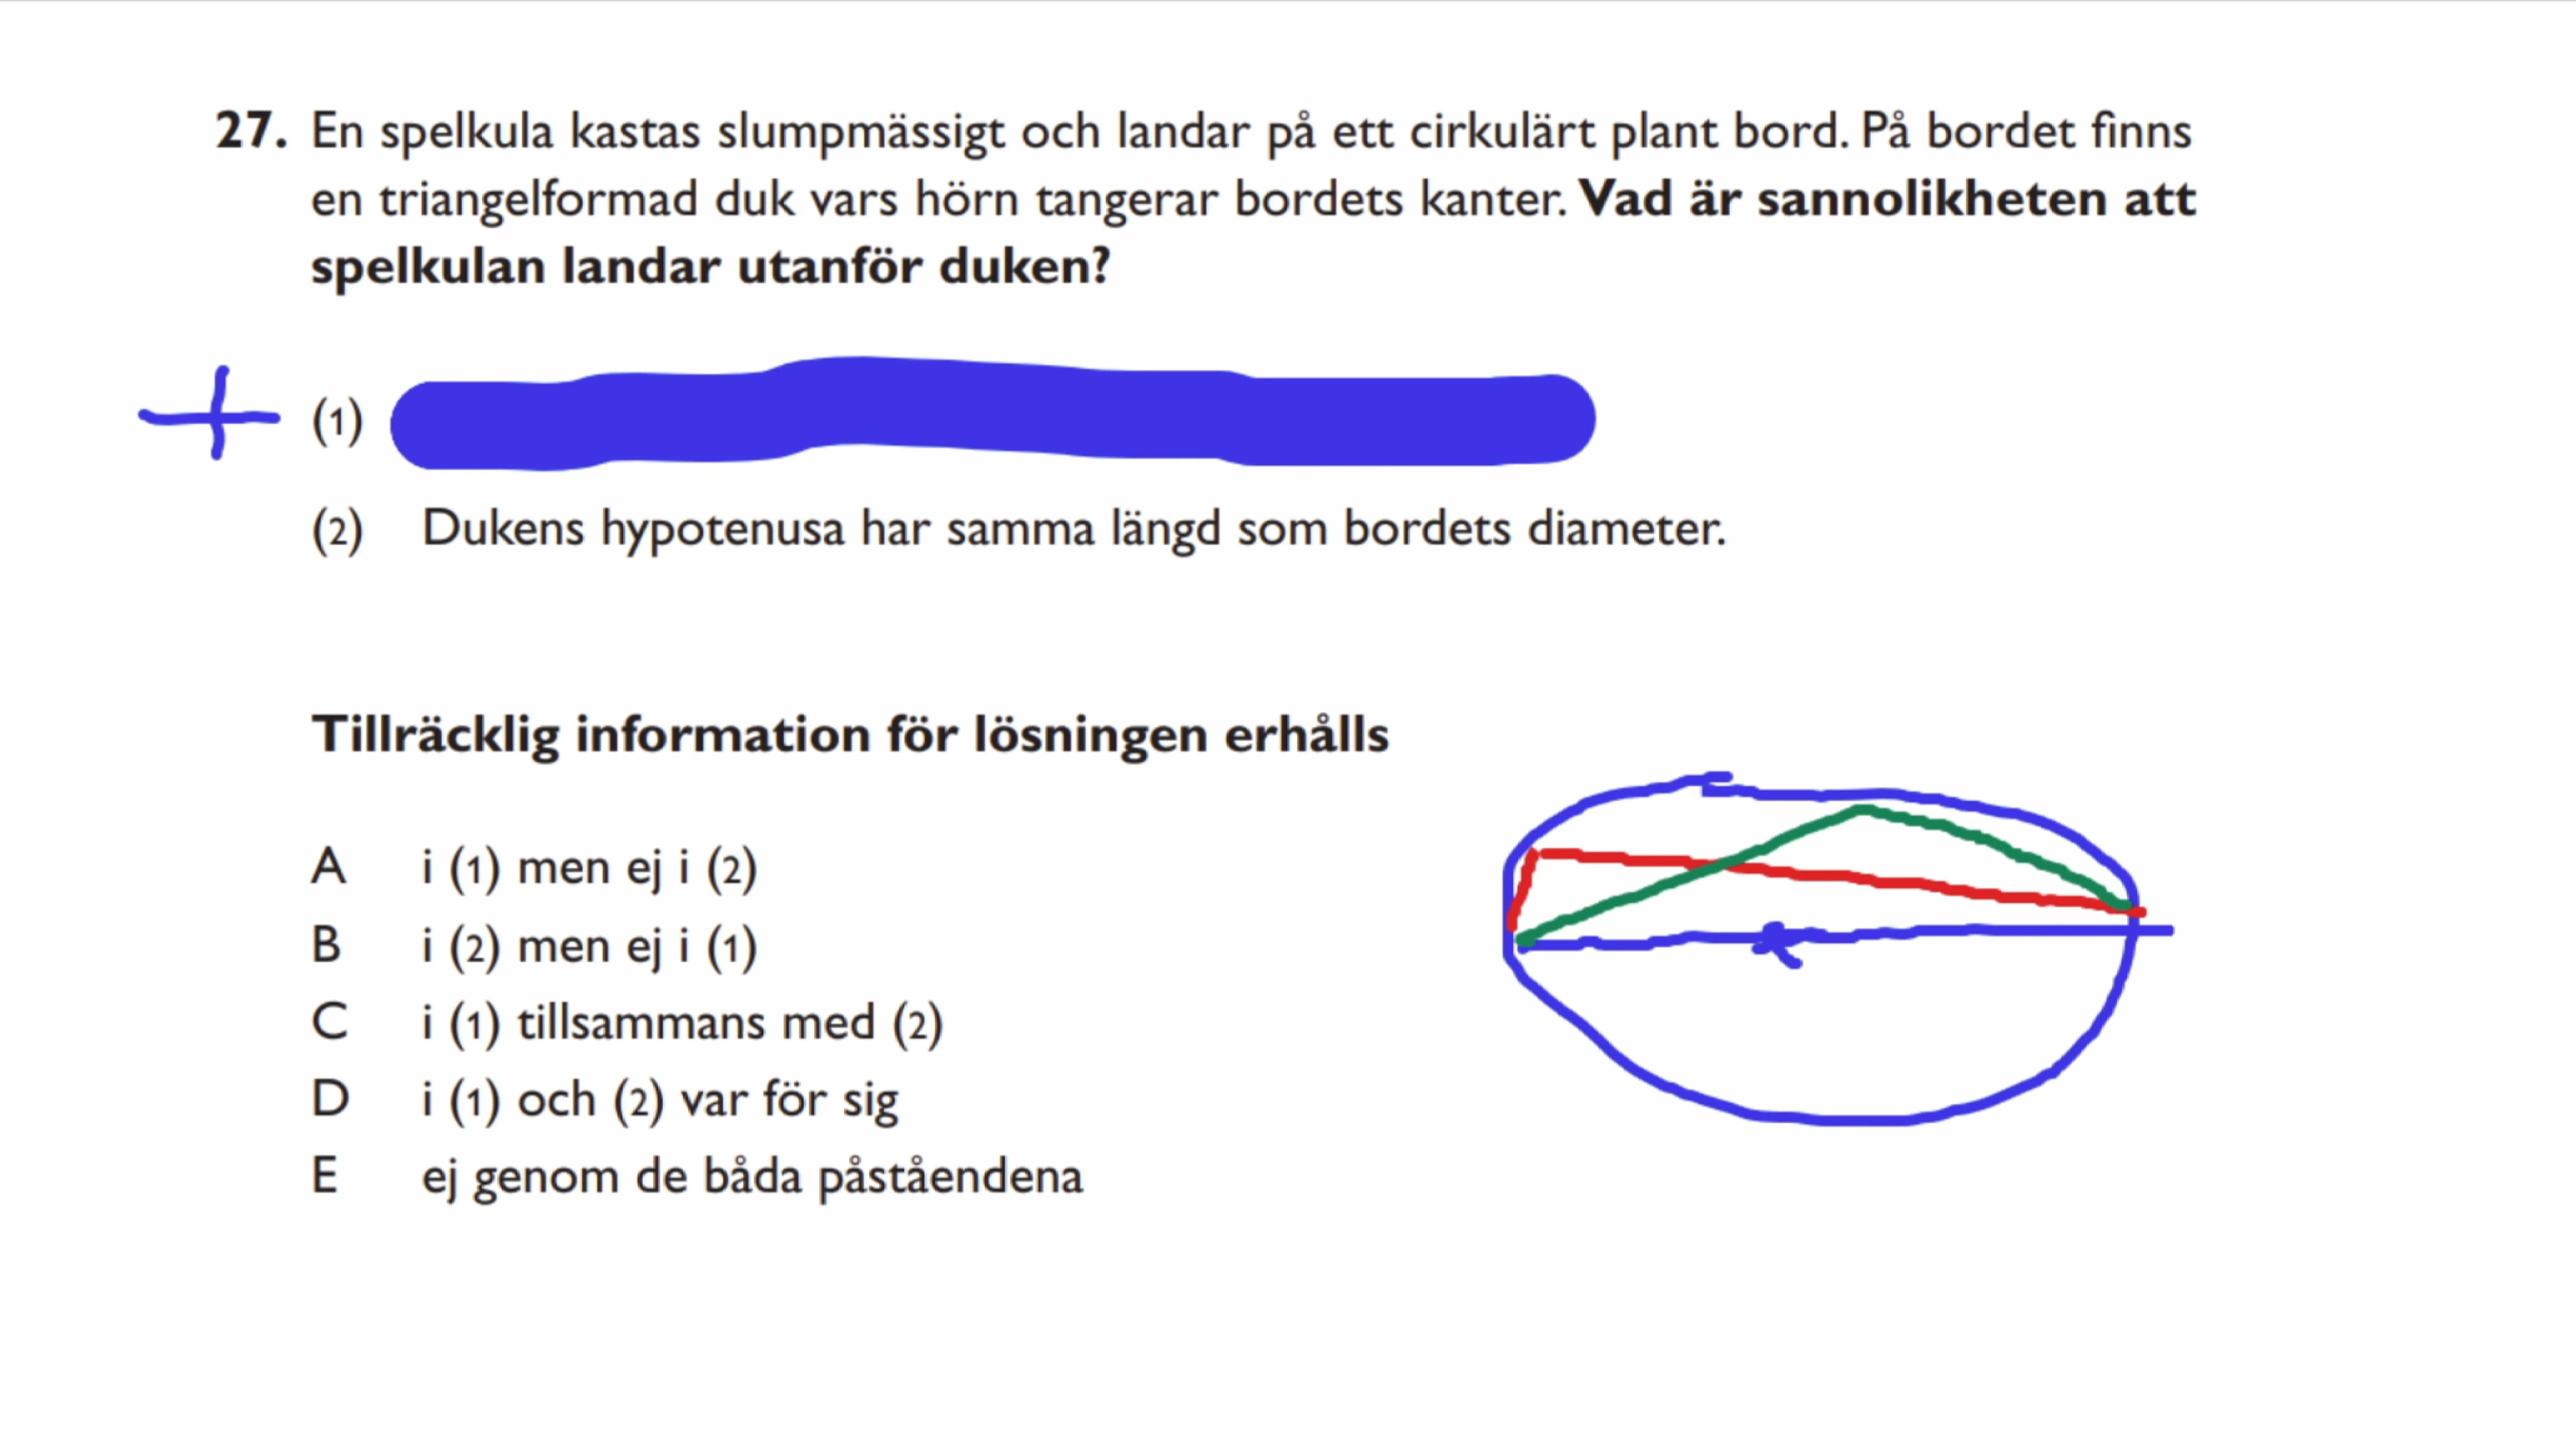 27. En spelkula kastas slumpmässigt och landar på ett cirkulärt plant bord. På bordet finns
en triangelformad duk vars hörn tangerar bordets kanter. Vad är sannolikheten att
spelkulan landar utanför duken?
(1)
(2) Dukens hypotenusa har samma längd som bordets diameter.
Tillräcklig information för lösningen erhålls
A i (1) men ej i (2)
B i (2) men ej i (1)
C i (1) tillsammans med (2)
D i (1) och (2) var för sig
E ej genom de båda påståendena